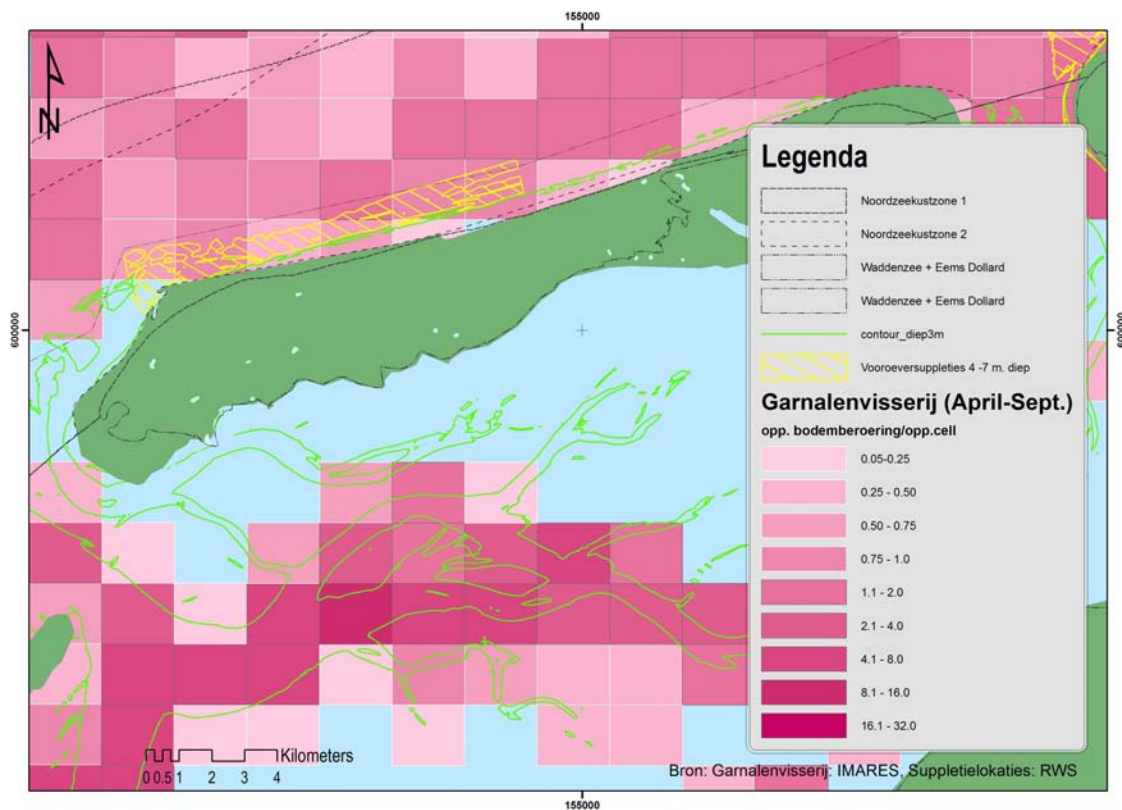 155000
N
600000
600000
Legenda
Noordzeekustzone 1
Noordzeekustzone 2
Waddenzee + Eems Dollard
Waddenzee + Eems Dollard
contour_diep3m
Vooroeversuppleties 4 -7 m. diep
Garnalenvisserij (April-Sept.)
opp. bodemberoering/opp.cell
0.05-0.25
0.25 - 0.50
0.50 - 0.75
0.75 - 1.0
1.1 - 2.0
2.1 - 4.0
4.1 - 8.0
8.1 - 16.0
16.1 - 32.0
Kilometers
0 0.5 1 2 3 4
Bron: Garnalenvisserij: IMARES, Suppletielokaties: RWS
155000